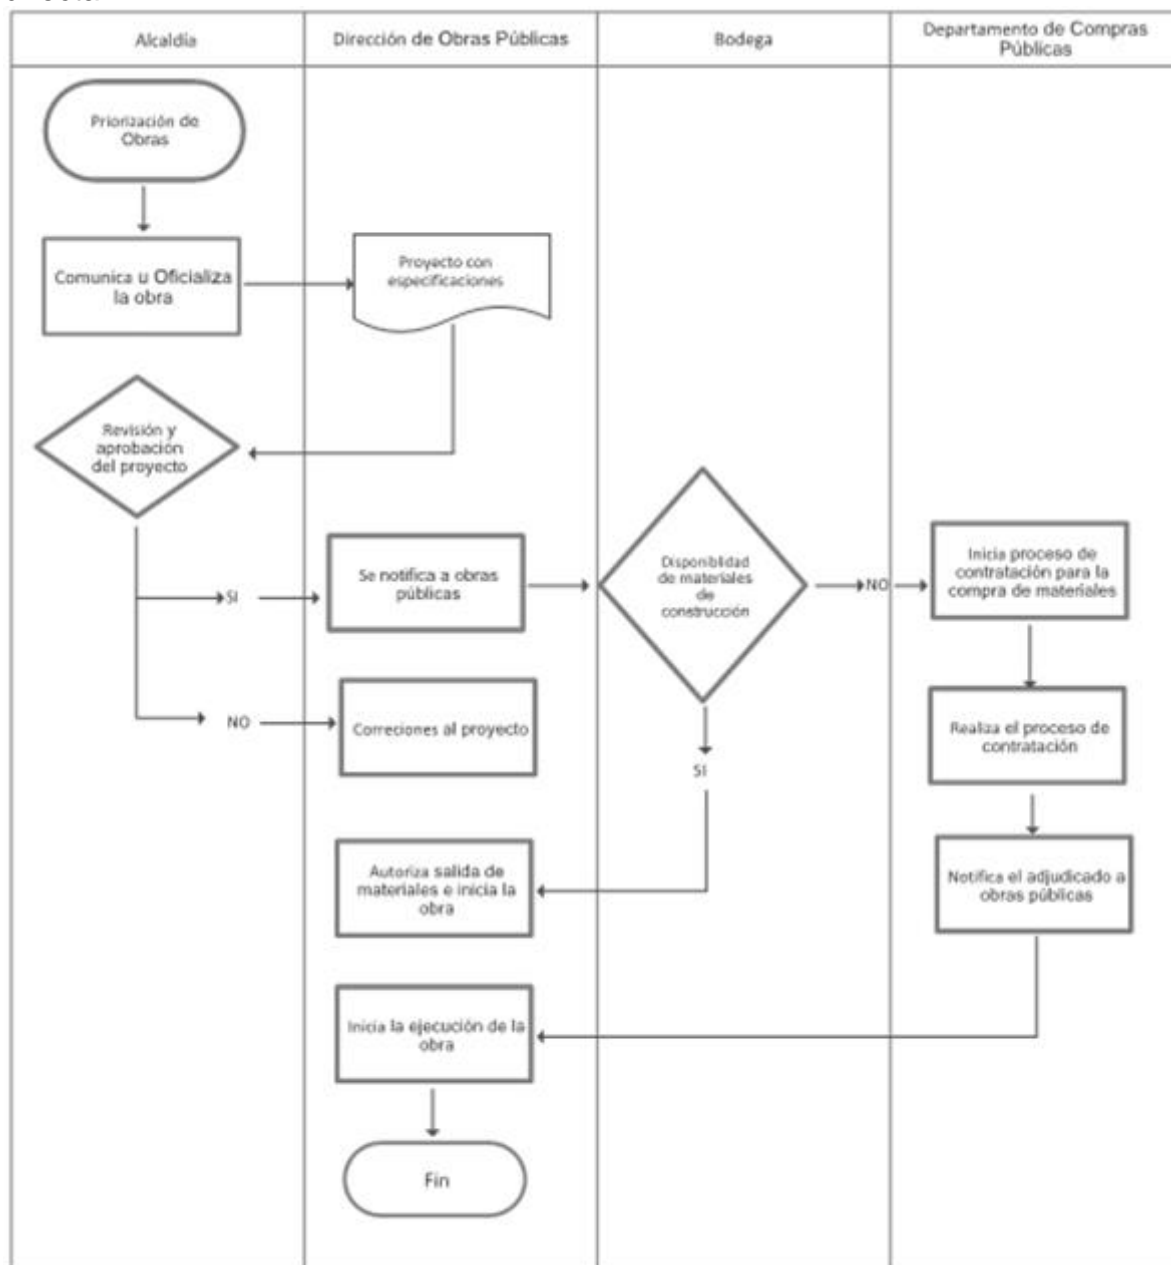 Alcaldía
Dirección de Obras Públicas
Bodega
Departamento de Compras
Públicas
Priorización de
Obras
Comunica u Oficializa
la obra
Proyecto con
especificaciones
Revisión y
aprobación
del proyecto
SI
Se notifica a obras
públicas
Disponiblidad
de materiales
de
construcción
NO
Inicia proceso de
contratación para la
compra de materiales
NO
Correciones al proyecto
SI
Realiza el proceso de
contratación
Autoriza salida de
materiales e inicia la
obra
Notifica el adjudicado a
obras públicas
Inicia la ejecución de la
obra
Fin